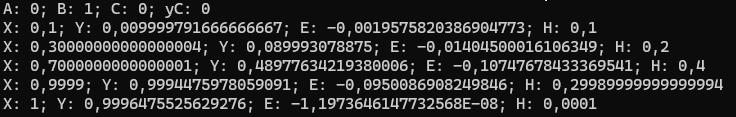 A: 0; B: 1; C: 0; yC: 0
X: 0,1; Y: 0,009999791666666667; E: -0,0019575820386904773; H: 0,1
X: 0,30000000000000004; Y: 0,089993078875; E: -0,01404500016106349; H: 0,2
X: 0,7000000000000001; Y: 0,48977634219380006; E: -0,10747678433369541; H: 0,4
X: 0,9999; Y: 0,9994475978059091; E: -0,0950086908249846; H: 0,29989999999999994
X: 1; Y: 0,9996475525629276; E: -1,1973646147732568E-08; H: 0,0001